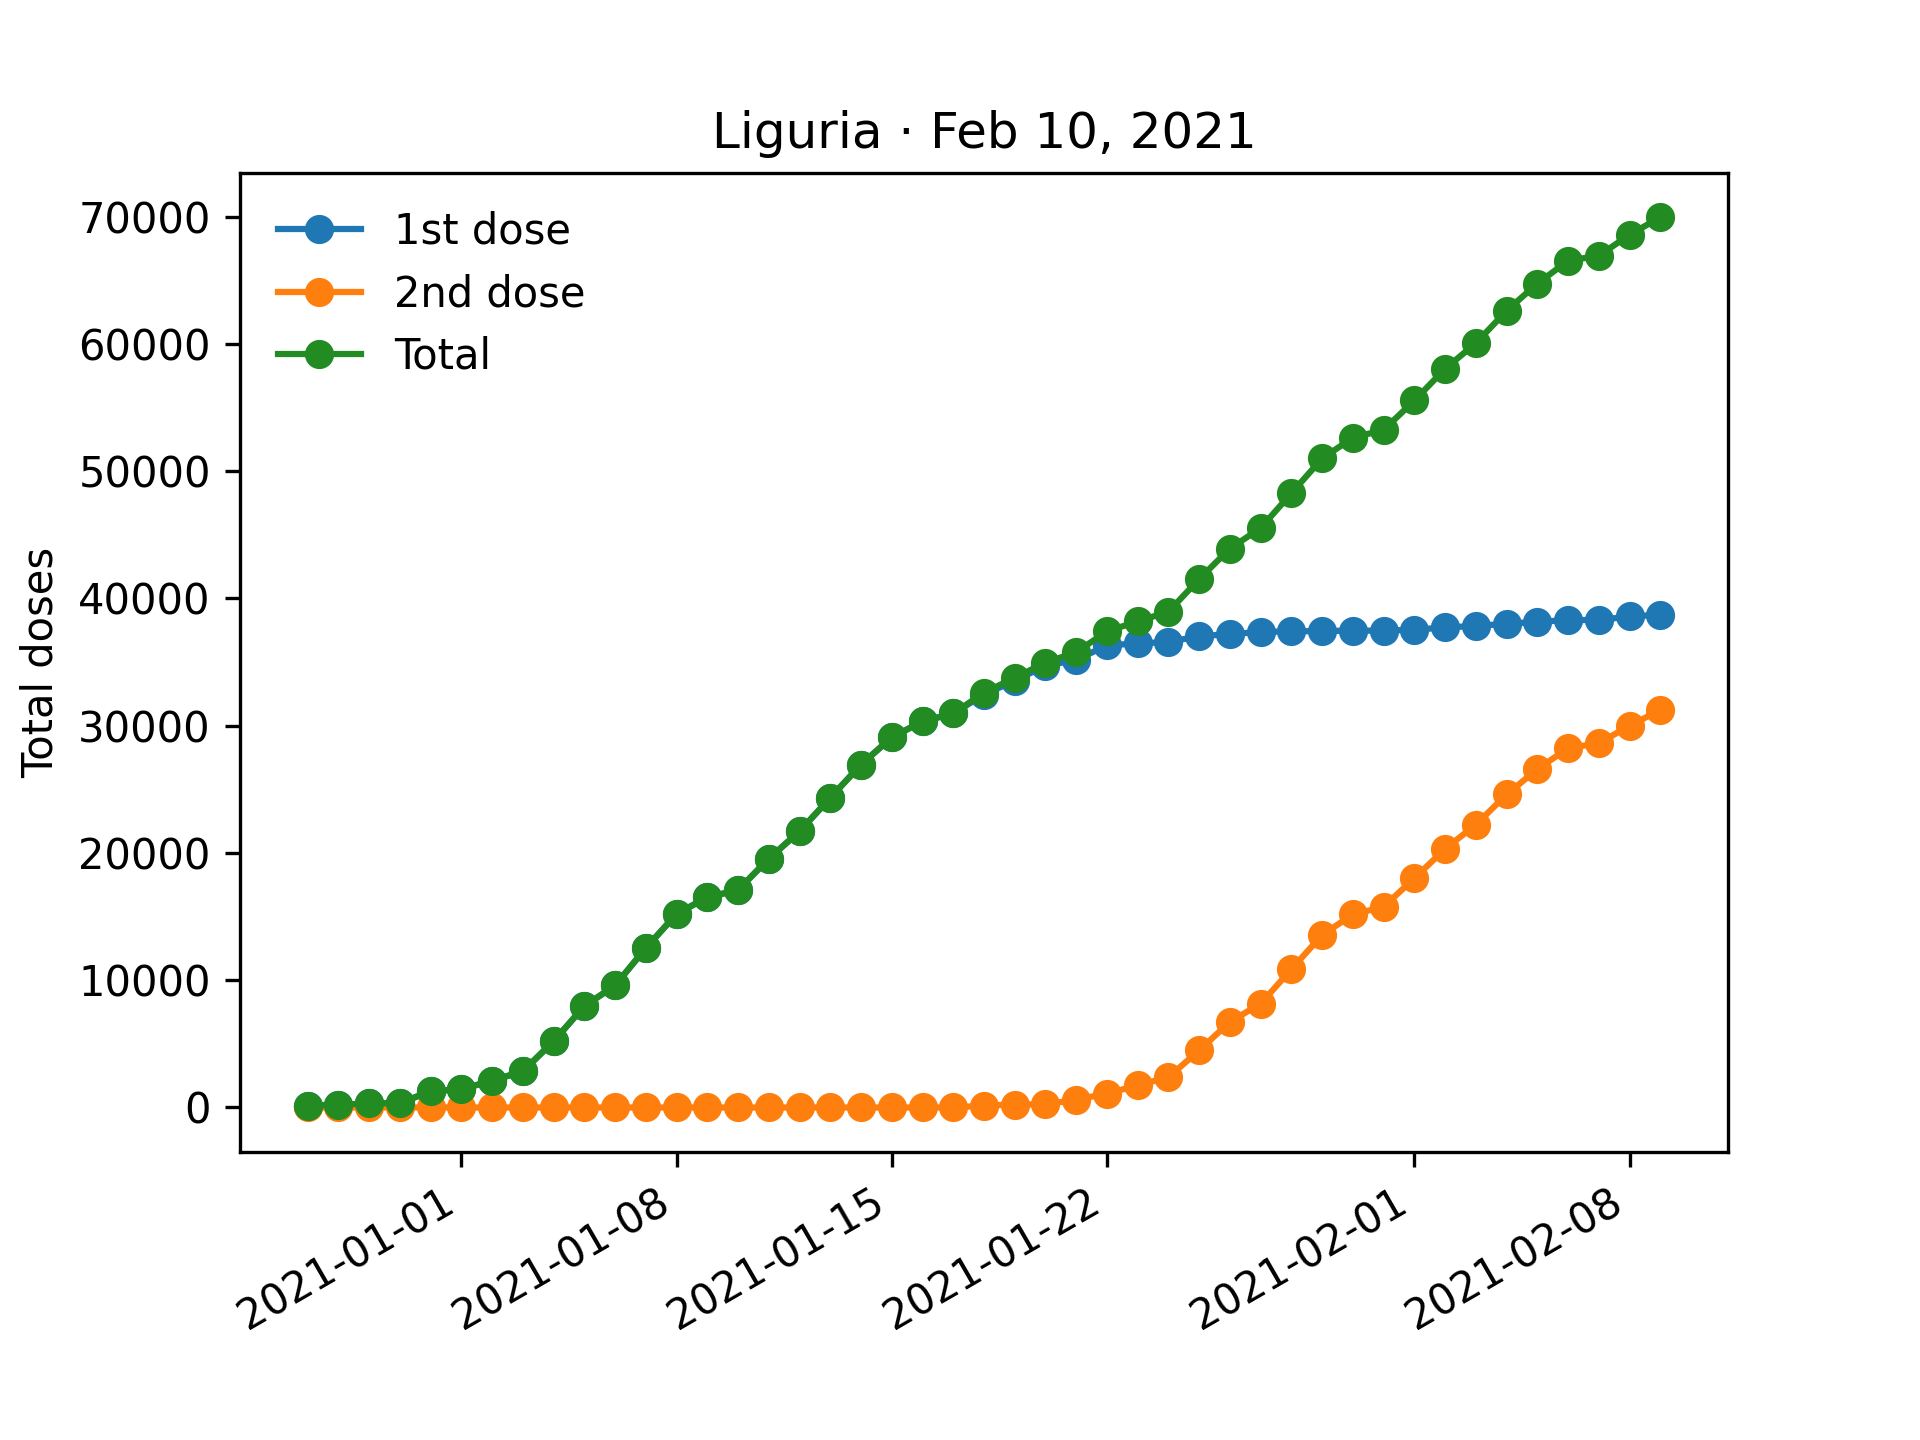 Liguria · Feb 10, 2021
70000
60000
50000
40000
30000
20000
10000
0
Total doses
1st dose
2nd dose
Total
2021-01-01
2021-01-08
2021-01-15
2021-01-22
2021-02-01
2021-02-08